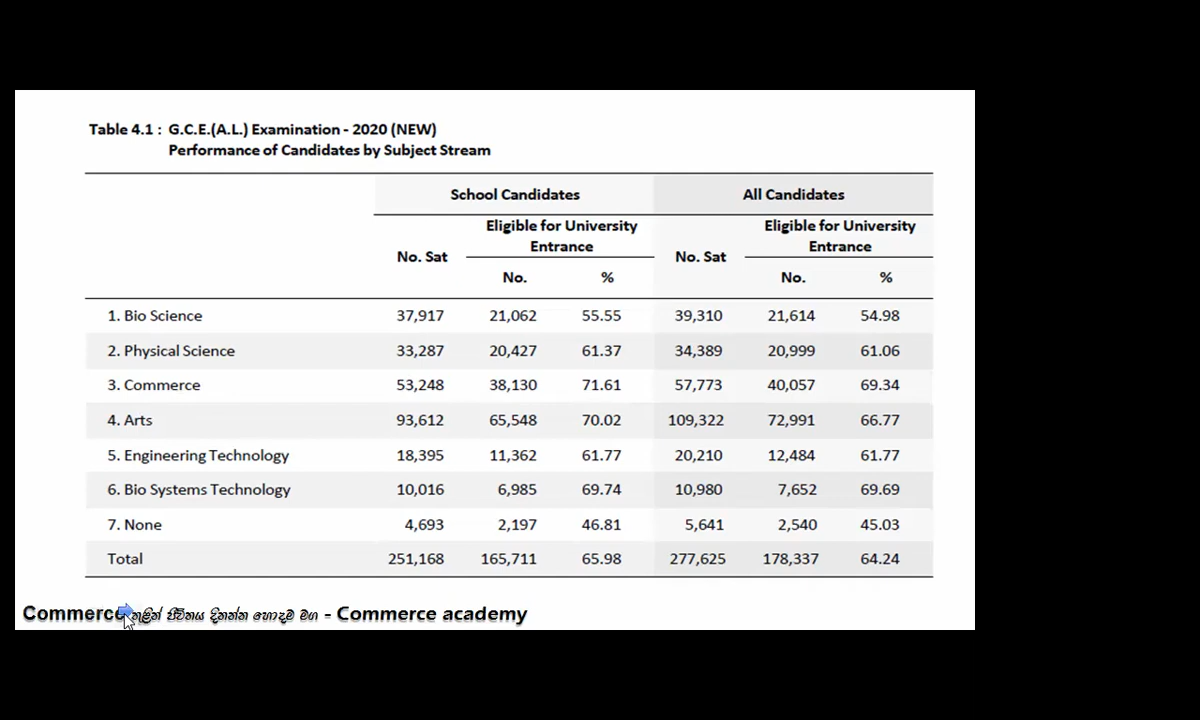 Table 4.1 : G.C.E.(A.L.) Examination - 2020 (NEW)
Performance of Candidates by Subject Stream
School Candidates All Candidates
No. Sat Eligible for University Entrance No. Sat Eligible for University Entrance
No. % No. %
1. Bio Science 37,917 21,062 55.55 39,310 21,614 54.98
2. Physical Science 33,287 20,427 61.37 34,389 20,999 61.06
3. Commerce 53,248 38,130 71.61 57,773 40,057 69.34
4. Arts 93,612 65,548 70.02 109,322 72,991 66.77
5. Engineering Technology 18,395 11,362 61.77 20,210 12,484 61.77
6. Bio Systems Technology 10,016 6,985 69.74 10,980 7,652 69.69
7. None 4,693 2,197 46.81 5,641 2,540 45.03
Total 251,168 165,711 65.98 277,625 178,337 64.24
Commerce තුළින් ජීවිතය දිනන්න හොඳම මග - Commerce academy